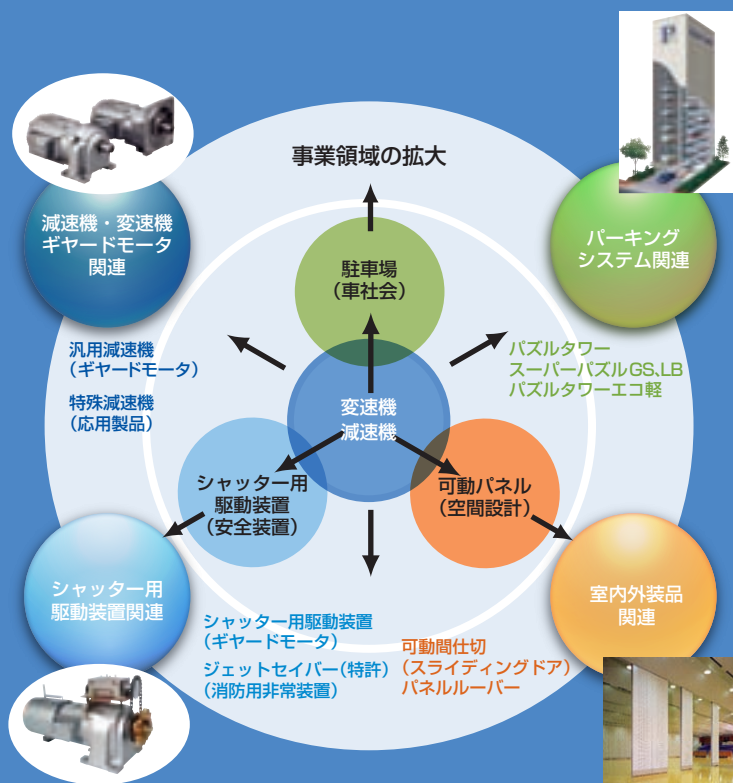 P
事業領域の拡大
減速機・変速機
ギヤードモータ
関連
パーキング
システム関連
駐車場
(車社会)
汎用減速機
(ギヤードモータ)
特殊減速機
(応用製品)
パズルタワー
スーパーパズルGS、LB
パズルタワーエコ軽
変速機
減速機
シャッター用
駆動装置
(安全装置)
可動パネル
(空間設計)
シャッター用
駆動装置関連
室内外装品
関連
シャッター用駆動装置
(ギヤードモータ)
ジェットセイバー(特許)
(消防用非常装置)
可動間仕切
(スライディングドア)
パネルルーバー